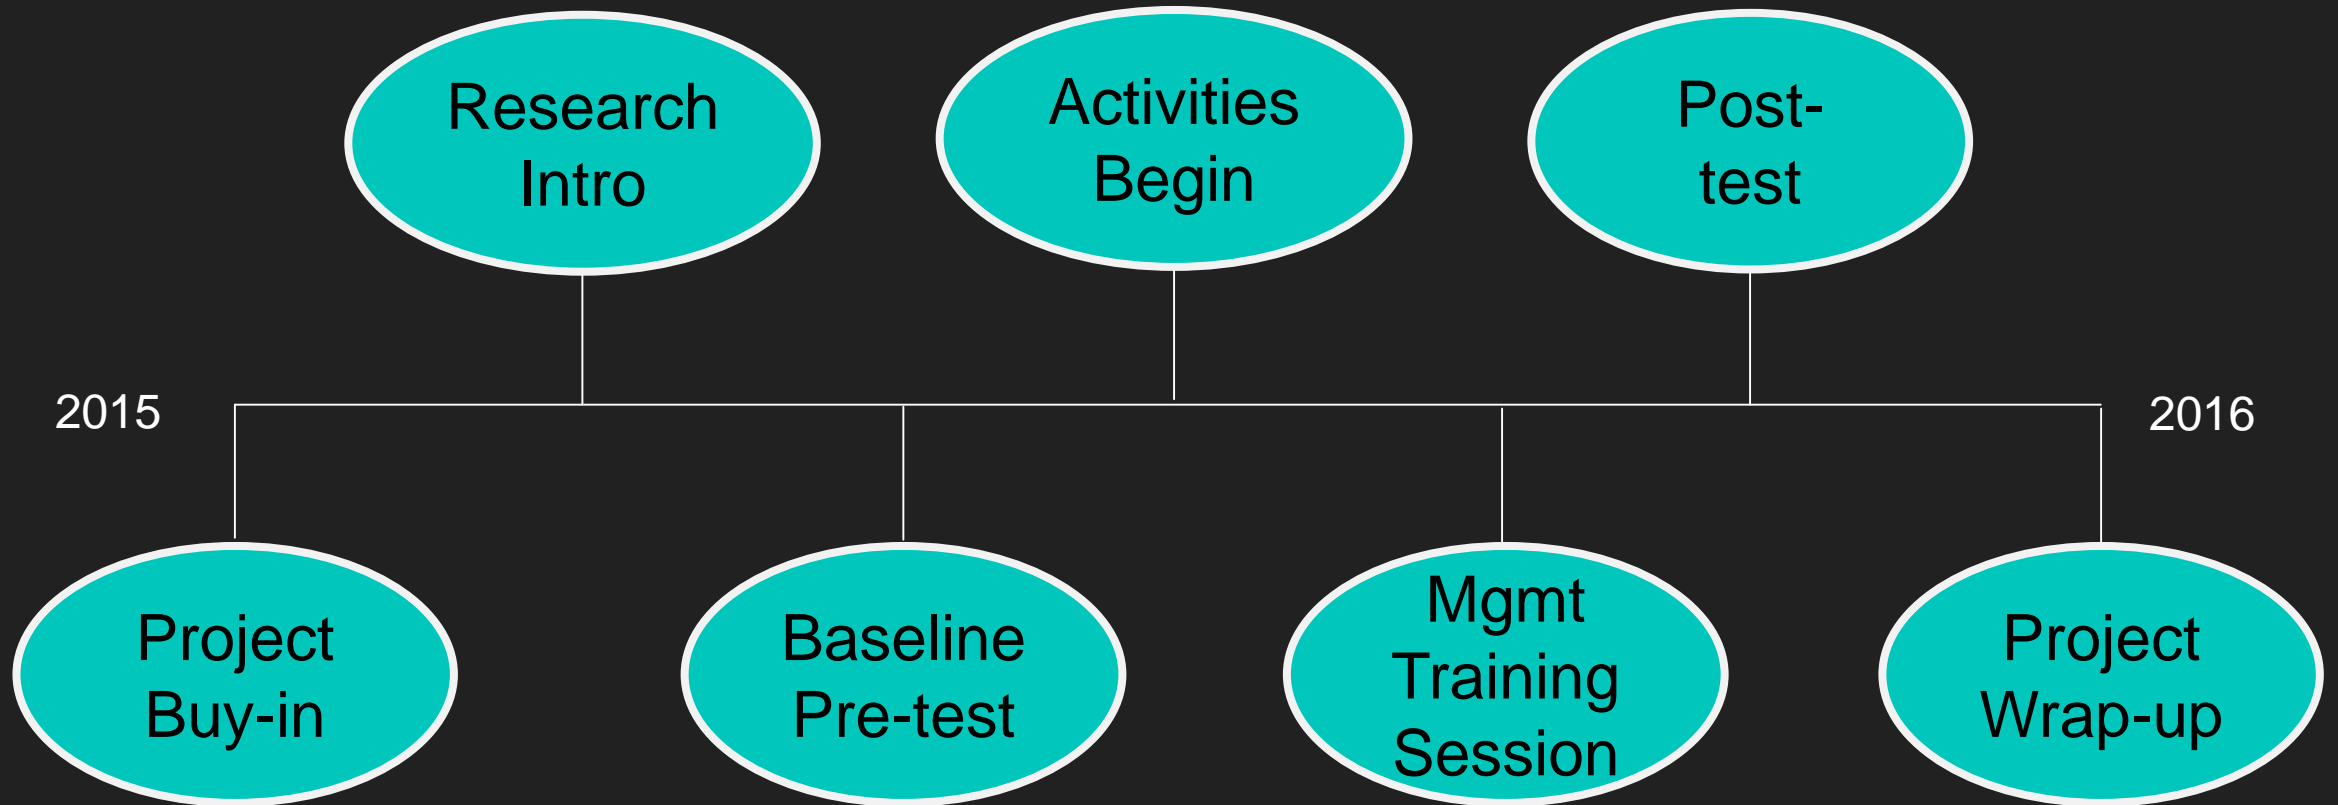 Research
Intro
Activities
Begin
Post-
test
2015
2016
Project
Buy-in
Baseline
Pre-test
Mgmt
Training
Session
Project
Wrap-up